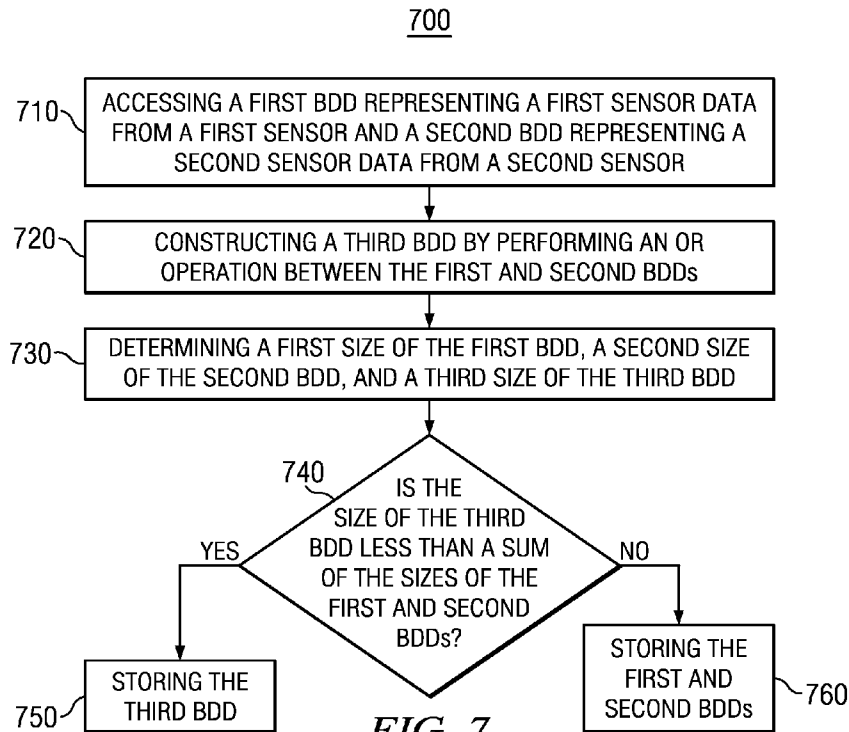 700
710
ACCESSING A FIRST BDD REPRESENTING A FIRST SENSOR DATA
FROM A FIRST SENSOR AND A SECOND BDD REPRESENTING A
SECOND SENSOR DATA FROM A SECOND SENSOR
720
CONSTRUCTING A THIRD BDD BY PERFORMING AN OR
OPERATION BETWEEN THE FIRST AND SECOND BDDs
730
DETERMINING A FIRST SIZE OF THE FIRST BDD, A SECOND SIZE
OF THE SECOND BDD, AND A THIRD SIZE OF THE THIRD BDD
740
IS THE
SIZE OF THE THIRD
BDD LESS THAN A SUM
OF THE SIZES OF THE
FIRST AND SECOND
BDDs?
YES
NO
STORING THE
THIRD BDD
750
STORING THE
FIRST AND
SECOND BDDs
760
FIG. 7